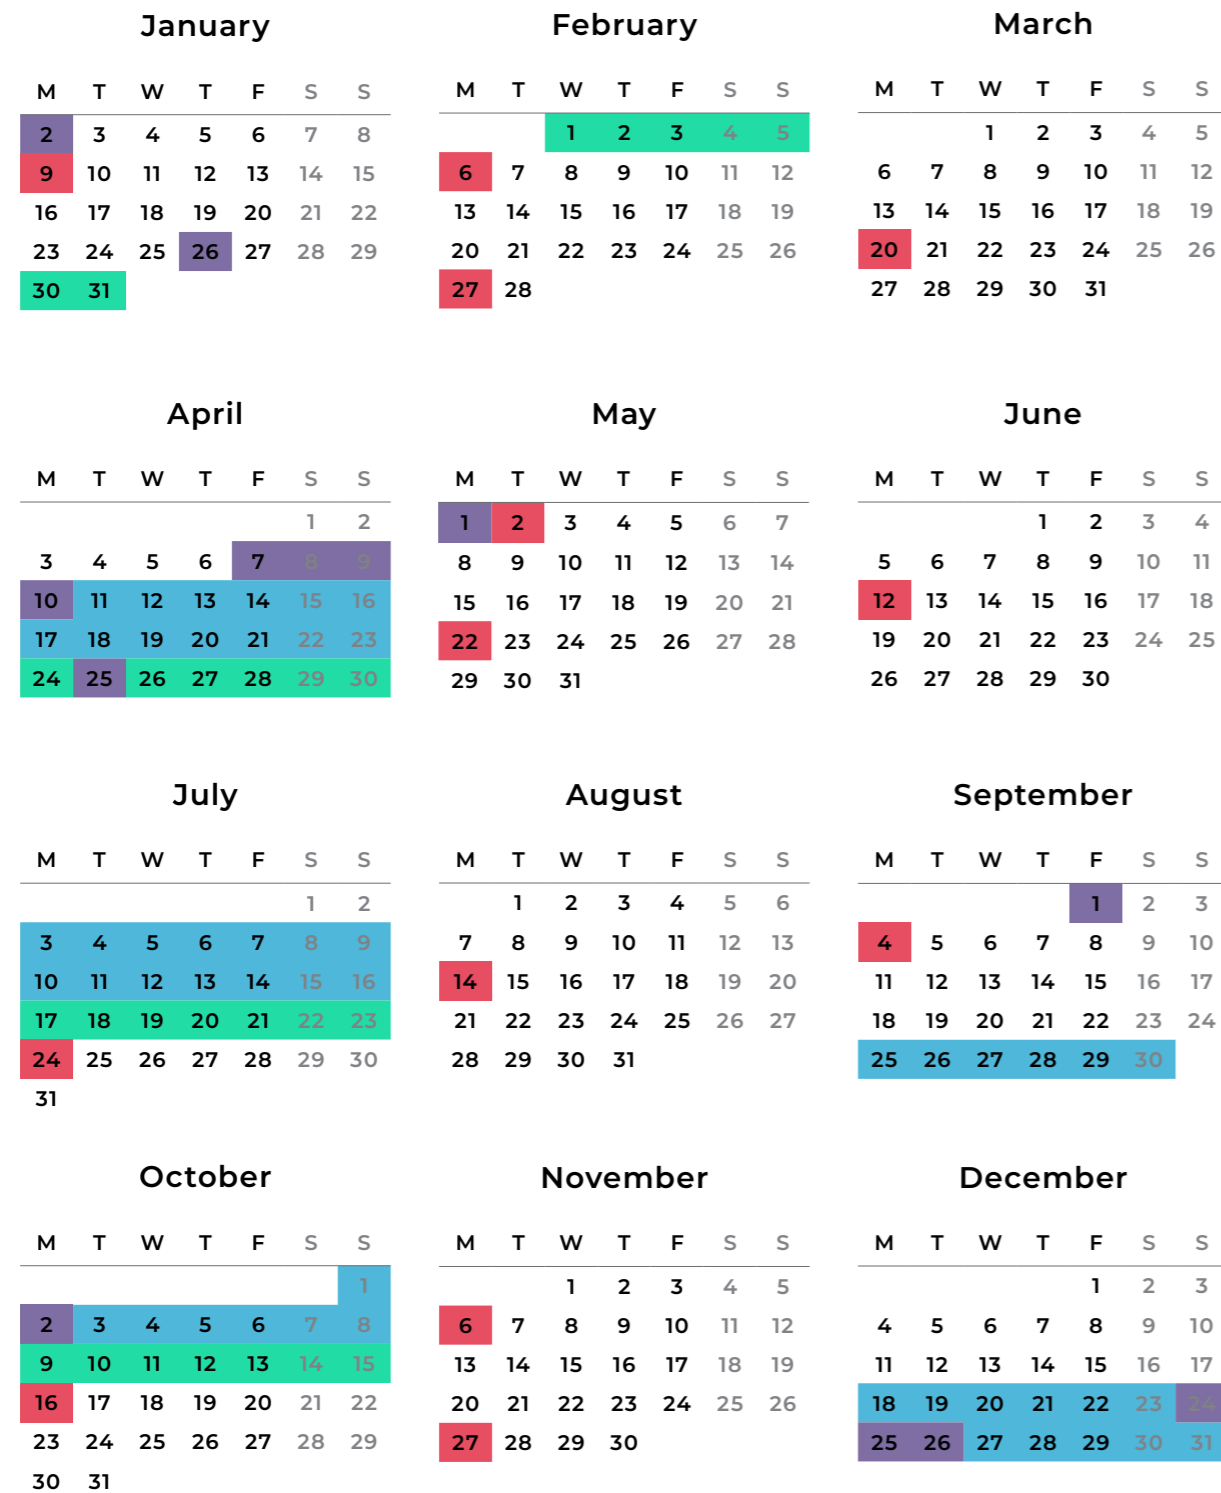 January
M T W T F S S
2 3 4 5 6 7 8
9 10 11 12 13 14 15
16 17 18 19 20 21 22
23 24 25 26 27 28 29
30 31
February
M T W T F S S
1 2 3 4 5
6 7 8 9 10 11 12
13 14 15 16 17 18 19
20 21 22 23 24 25 26
27 28
March
M T W T F S S
1 2 3 4 5
6 7 8 9 10 11 12
13 14 15 16 17 18 19
20 21 22 23 24 25 26
27 28 29 30 31
April
M T W T F S S
1 2
3 4 5 6 7 8 9
10 11 12 13 14 15 16
17 18 19 20 21 22 23
24 25 26 27 28 29 30
May
M T W T F S S
1 2 3 4 5 6 7
8 9 10 11 12 13 14
15 16 17 18 19 20 21
22 23 24 25 26 27 28
29 30 31
June
M T W T F S S
1 2 3 4
5 6 7 8 9 10 11
12 13 14 15 16 17 18
19 20 21 22 23 24 25
26 27 28 29 30
July
M T W T F S S
1 2
3 4 5 6 7 8 9
10 11 12 13 14 15 16
17 18 19 20 21 22 23
24 25 26 27 28 29 30
31
August
M T W T F S S
1 2 3 4 5 6
7 8 9 10 11 12 13
14 15 16 17 18 19 20
21 22 23 24 25 26 27
28 29 30 31
September
M T W T F S S
1 2 3
4 5 6 7 8 9 10
11 12 13 14 15 16 17
18 19 20 21 22 23 24
25 26 27 28 29 30
October
M T W T F S S
1
2 3 4 5 6 7 8
9 10 11 12 13 14 15
16 17 18 19 20 21 22
23 24 25 26 27 28 29
30 31
November
M T W T F S S
1 2 3 4 5
6 7 8 9 10 11 12
13 14 15 16 17 18 19
20 21 22 23 24 25 26
27 28 29 30
December
M T W T F S S
1 2 3
4 5 6 7 8 9 10
11 12 13 14 15 16 17
18 19 20 21 22 23 24
25 26 27 28 29 30 31